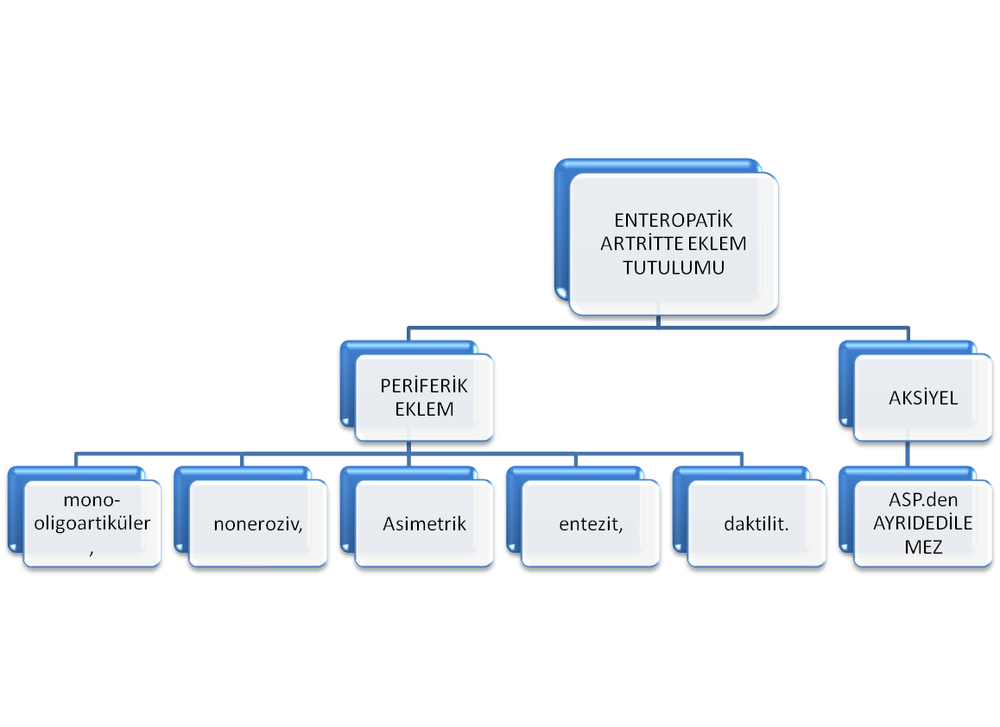 ENTEROPATİK
ARTRİTTE EKLEM
TUTULUMU
PERİFERİK
EKLEM
AKSİYEL
mono-
oligoartiküler
,
noneroziv,
Asimetrik
entezit,
daktilit.
ASP.den
AYRIDEDİLE
MEZ